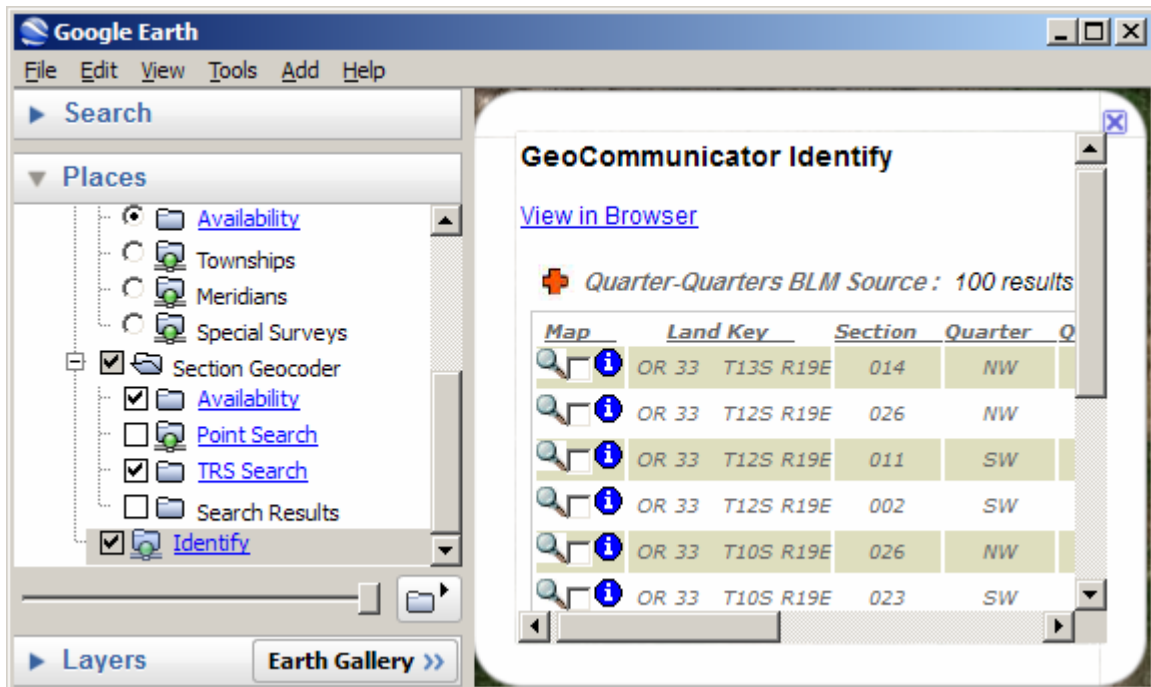 Google Earth
File Edit View Tools Add Help
Search
Places
Availability
Townships
Meridians
Special Surveys
Section Geocoder
Availability
Point Search
TRS Search
Search Results
Identify
Layers
Earth Gallery >>
GeoCommunicator Identify
View in Browser
Quarter-Quarters BLM Source : 100 results
Map Land Key Section Quarter Q
OR 33 T13S R19E 014 NW
OR 33 T12S R19E 026 NW
OR 33 T12S R19E 011 SW
OR 33 T12S R19E 002 SW
OR 33 T10S R19E 026 NW
OR 33 T10S R19E 023 SW